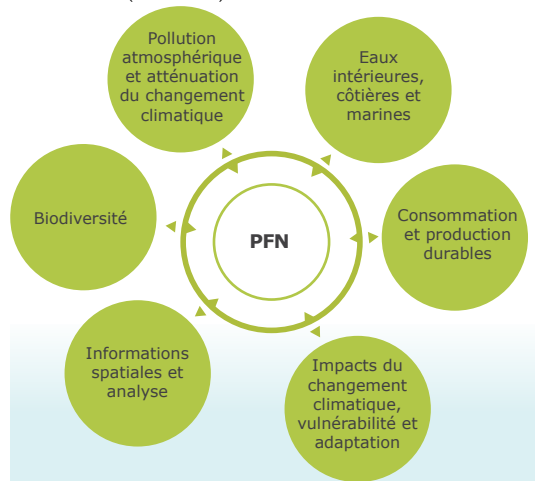 Pollution
atmosphérique
et atténuation
du changement
climatique
Eaux
intérieures,
côtières et
marines
Biodiversité
PFN
Consommation
et production
durables
Informations
spatiales et
analyse
Impacts du
changement
climatique,
vulnérabilité et
adaptation